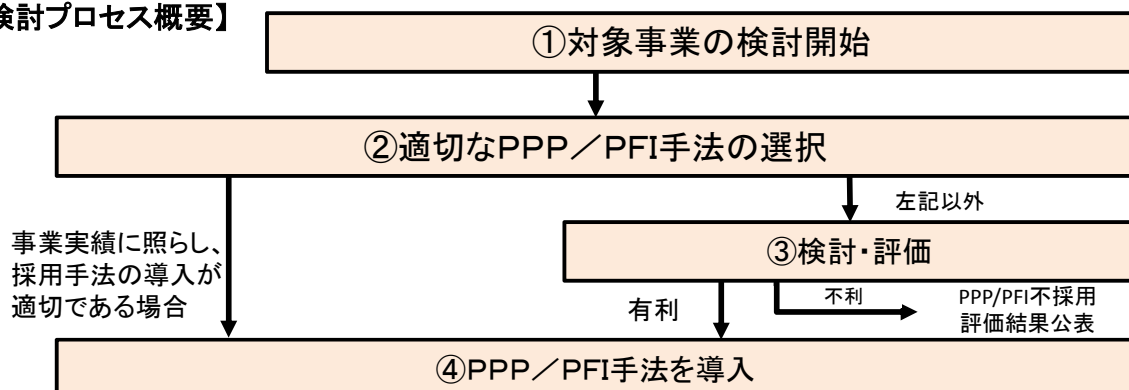 検討プロセス概要】
①対象事業の検討開始
②適切なPPP／PFI手法の選択
左記以外
事業実績に照らし、
採用手法の導入が
適切である場合
③検討・評価
有利
不利
PPP/PFI不採用
評価結果公表
④PPP／PFI手法を導入